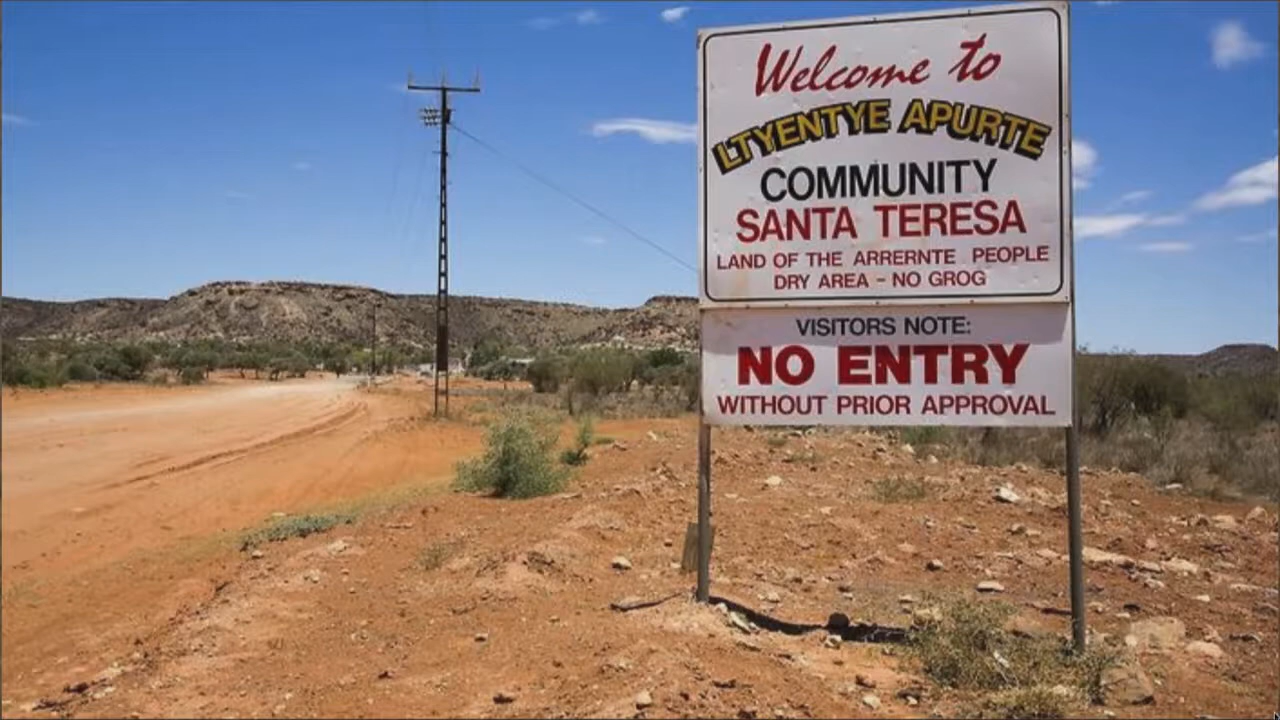 Welcome to
LTYENTYE APURTE
COMMUNITY
SANTA TERESA
LAND OF THE ARRERNTE PEOPLE
DRY AREA - NO GROG
VISITORS NOTE:
NO ENTRY
WITHOUT PRIOR APPROVAL